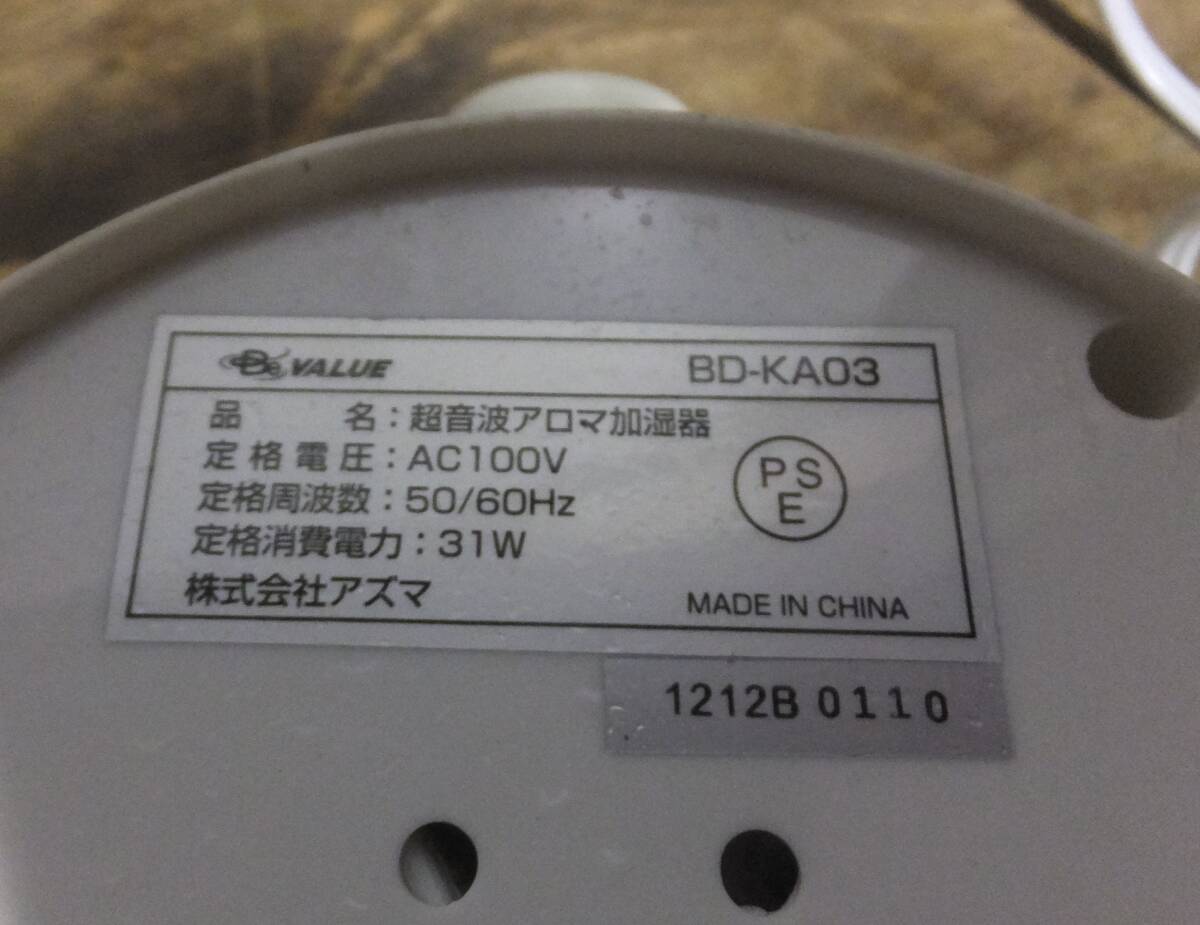 Be VALUE BD-KA03
品名：超音波アロマ加湿器
定格電圧：AC100V
定格周波数：50/60Hz
定格消費電力：31W
PSE
株式会社アズマ MADE IN CHINA
1212B 0110